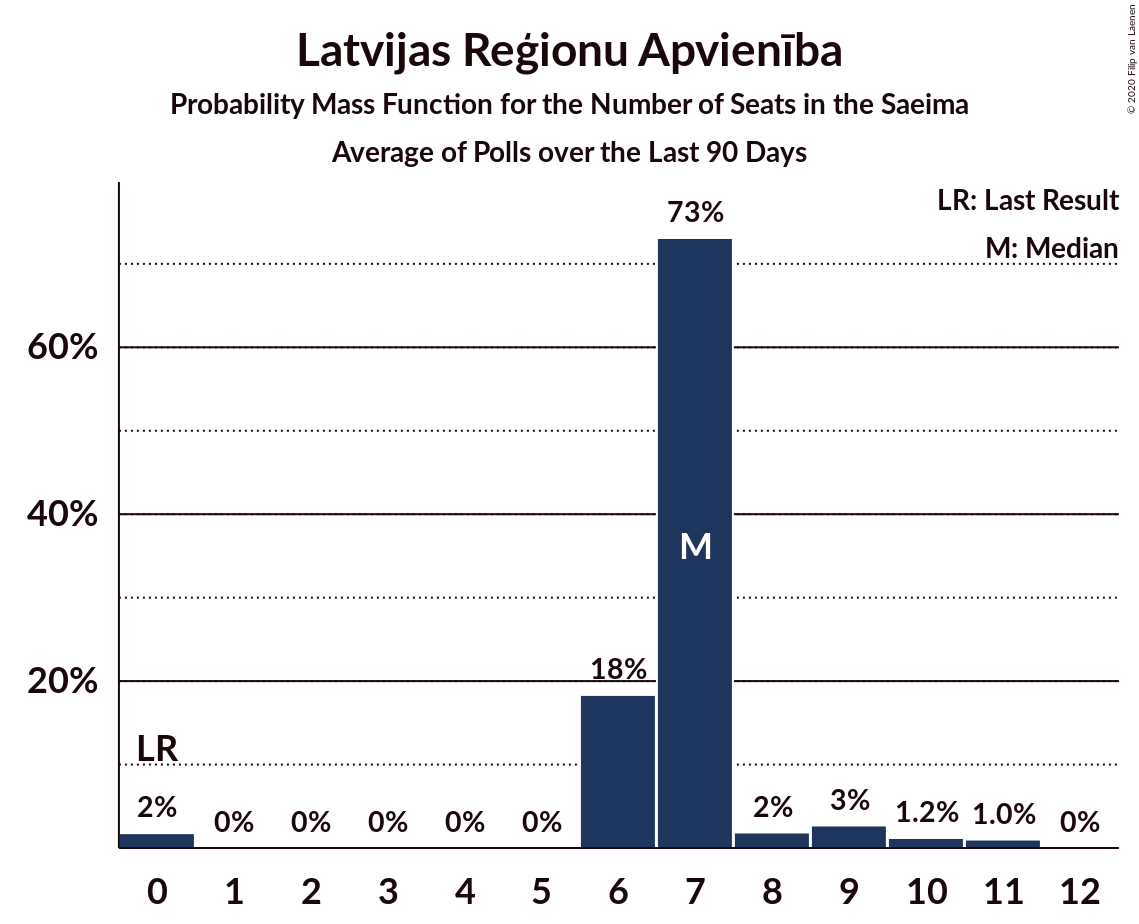 Latvijas Reģionu Apvienība
Probability Mass Function for the Number of Seats in the Saeima
Average of Polls over the Last 90 Days
© 2020 Filip van Laenen
LR: Last Result
M: Median
73%
60%
M
40%
18%
20%
LR
2% 0% 0% 0% 0% 0% 2% 3% 1.2% 1.0% 0%
0 1 2 3 4 5 6 7 8 9 10 11 12